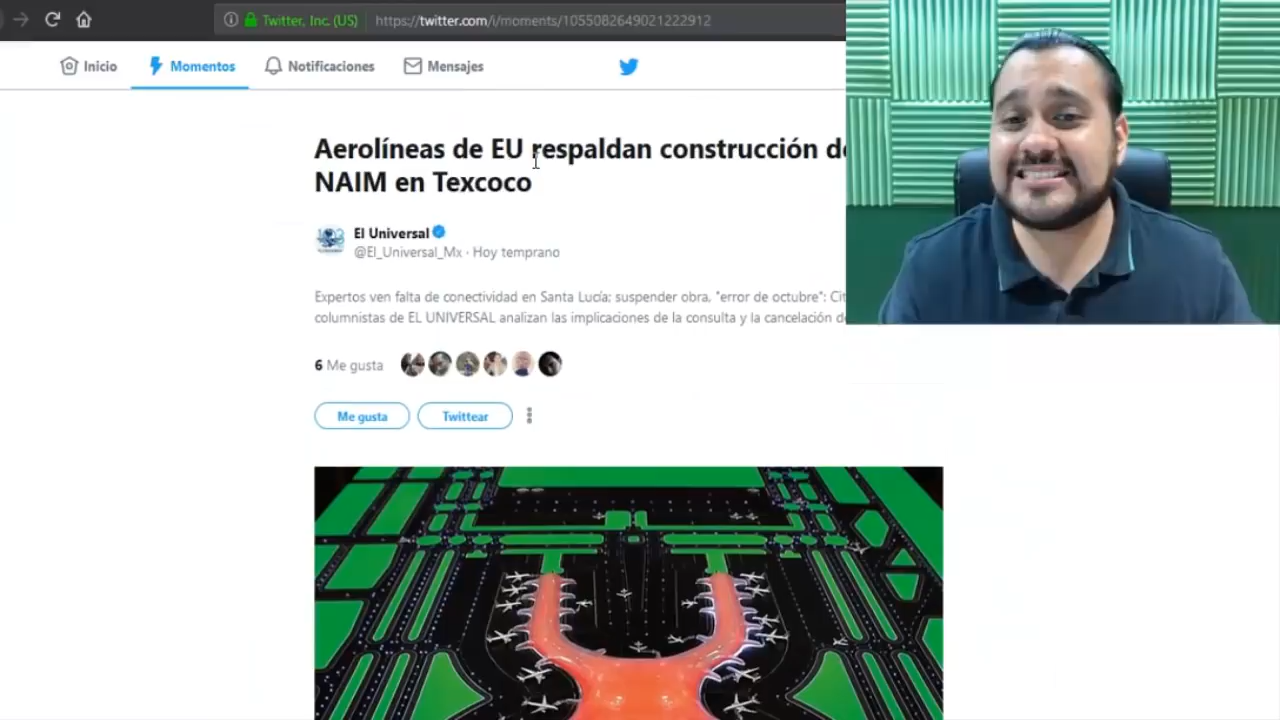 Twitter, Inc. (US)
https://twitter.com/i/moments/1055082649021222912
Inicio
Momentos
Notificaciones
Mensajes
Aerolíneas de EU respaldan construcción de
NAIM en Texcoco
El Universal
@El_Universal_Mx · Hoy temprano
Expertos ven falta de conectividad en Santa Lucía; suspender obra, "error de octubre": Cit
columnistas de EL UNIVERSAL analizan las implicaciones de la consulta y la cancelación de
6 Me gusta
Me gusta
Twittear